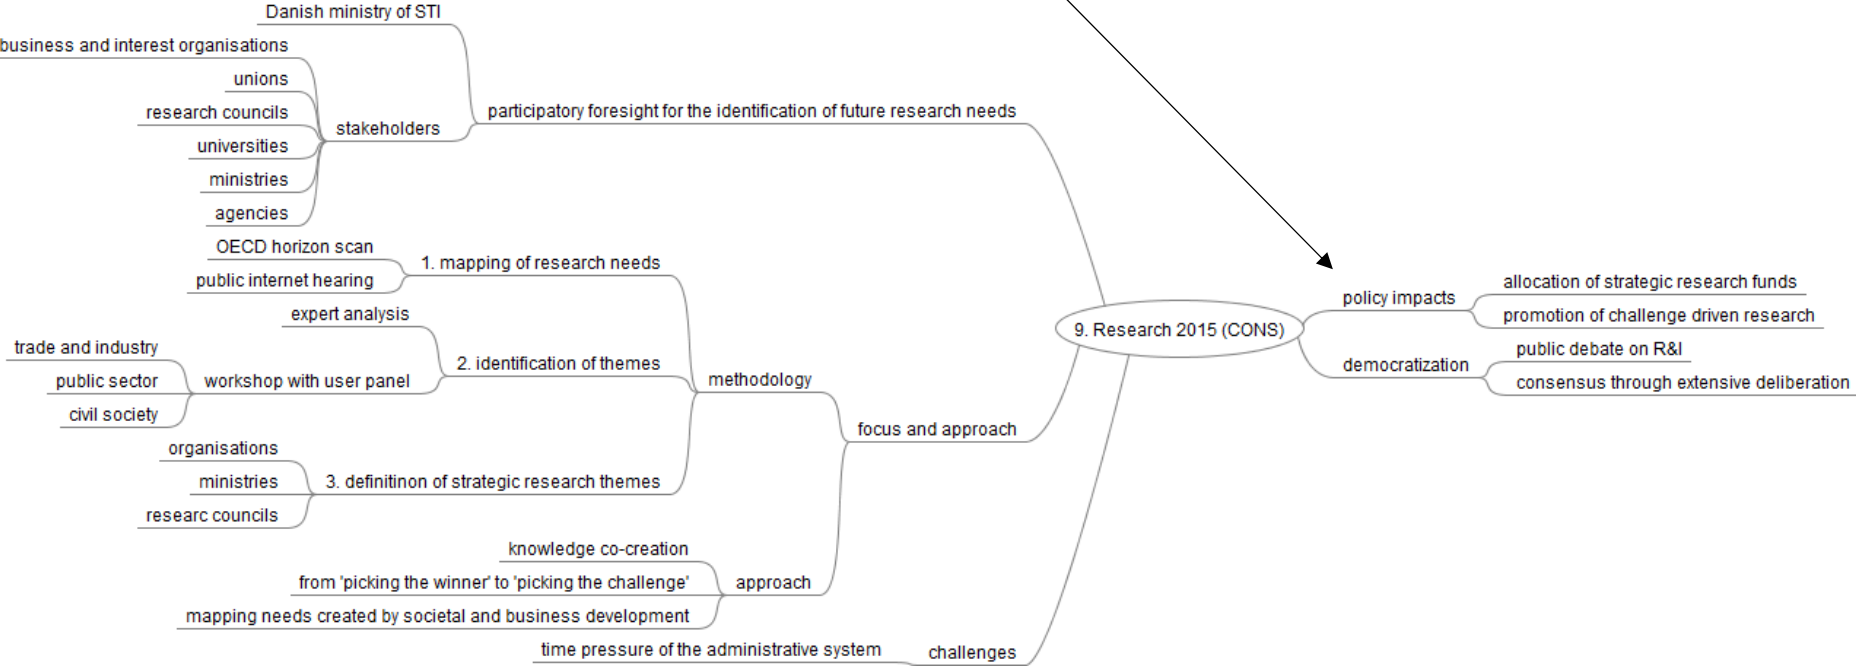 Danish ministry of STI
business and interest organisations
unions
research councils
universities
ministries
agencies
stakeholders
participatory foresight for the identification of future research needs
OECD horizon scan
public internet hearing
1. mapping of research needs
expert analysis
trade and industry
public sector
civil society
workshop with user panel
2. identification of themes
organisations
ministries
researc councils
3. definitinon of strategic research themes
methodology
knowledge co-creation
from 'picking the winner' to 'picking the challenge'
mapping needs created by societal and business development
approach
focus and approach
time pressure of the administrative system
challenges
9. Research 2015 (CONS)
policy impacts
allocation of strategic research funds
promotion of challenge driven research
democratization
public debate on R&I
consensus through extensive deliberation